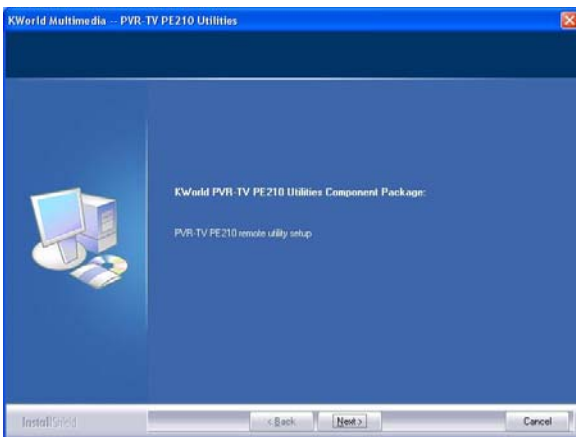 KWorld Multimedia -- PVR-TV PE210 Utilities
KWorld PVR-TV PE210 Utilities Component Package:
PVR-TV PE210 remote utility setup
InstallShield
< Back
Next >
Cancel